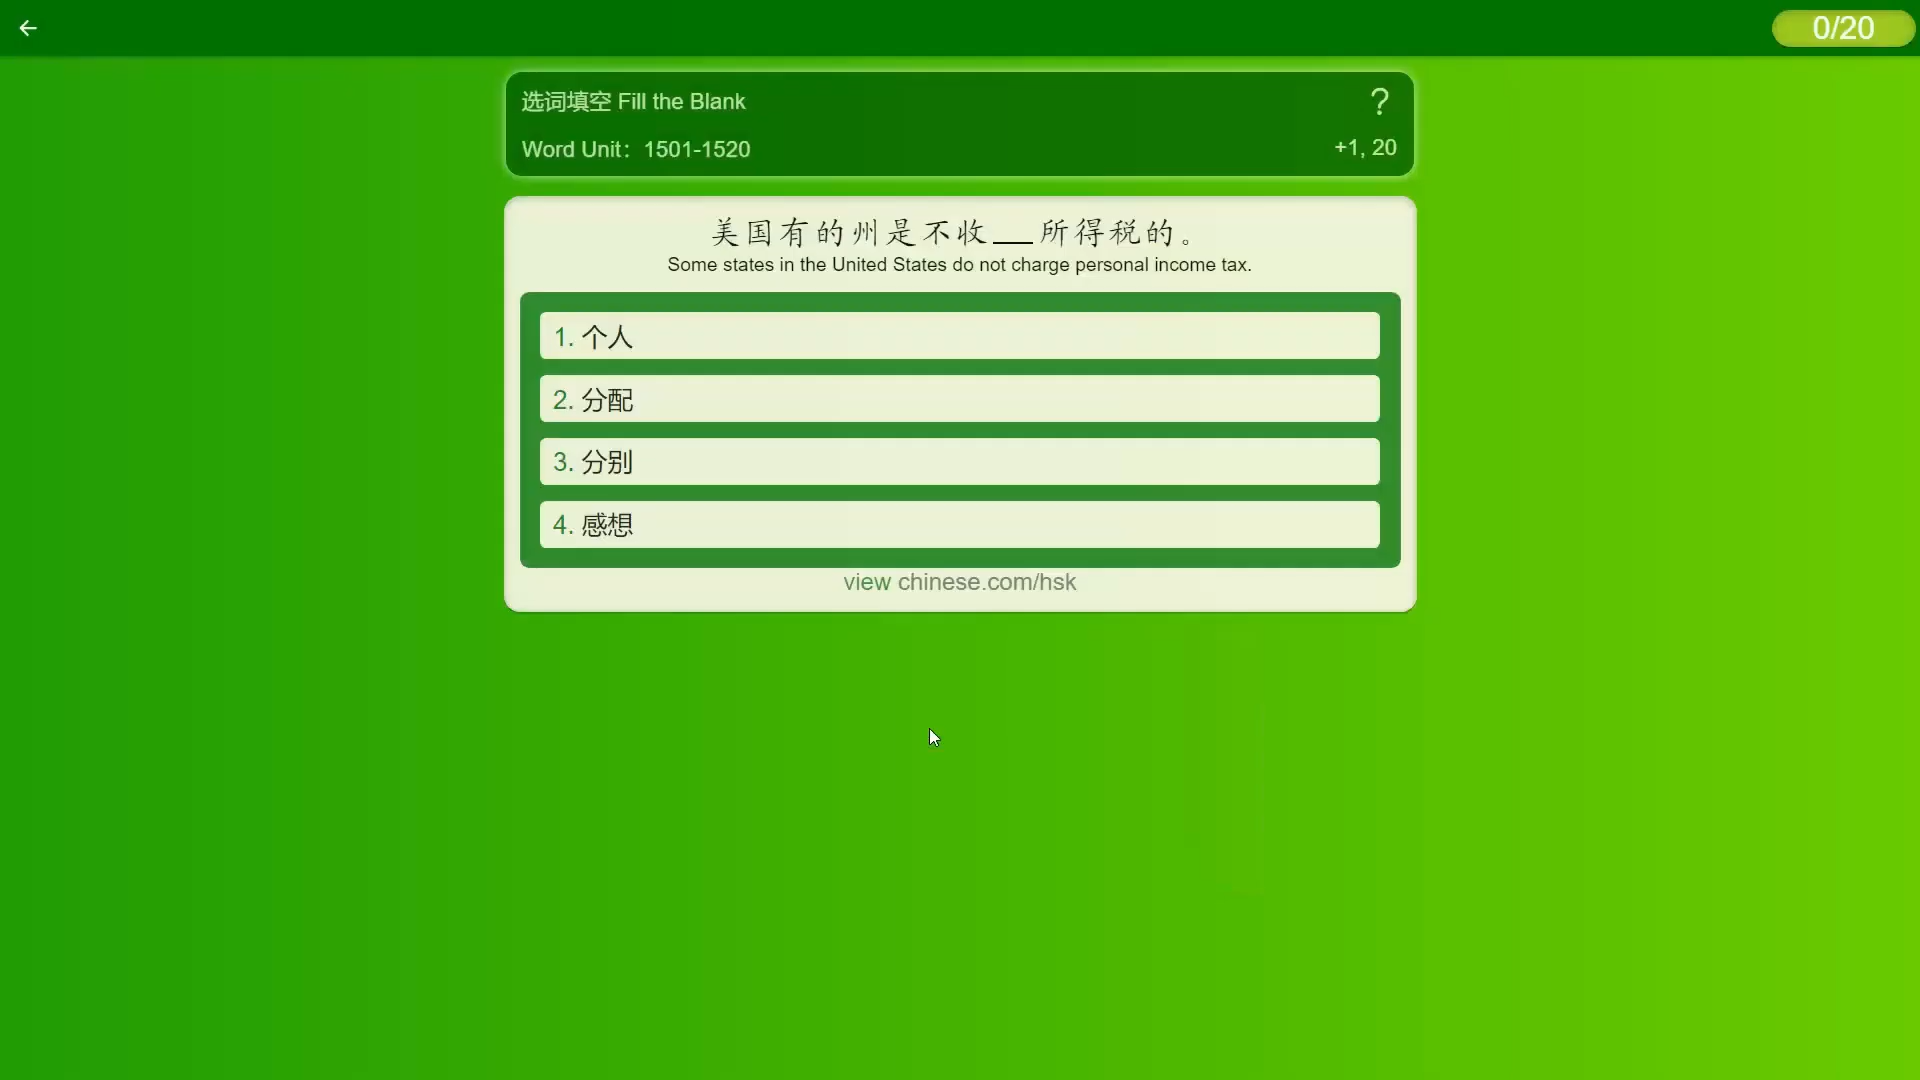 0/20
选词填空 Fill the Blank
?
Word Unit：1501-1520
+1, 20
美国有的州是不收__所得税的。
Some states in the United States do not charge personal income tax.
1. 个人
2. 分配
3. 分别
4. 感想
view chinese.com/hsk